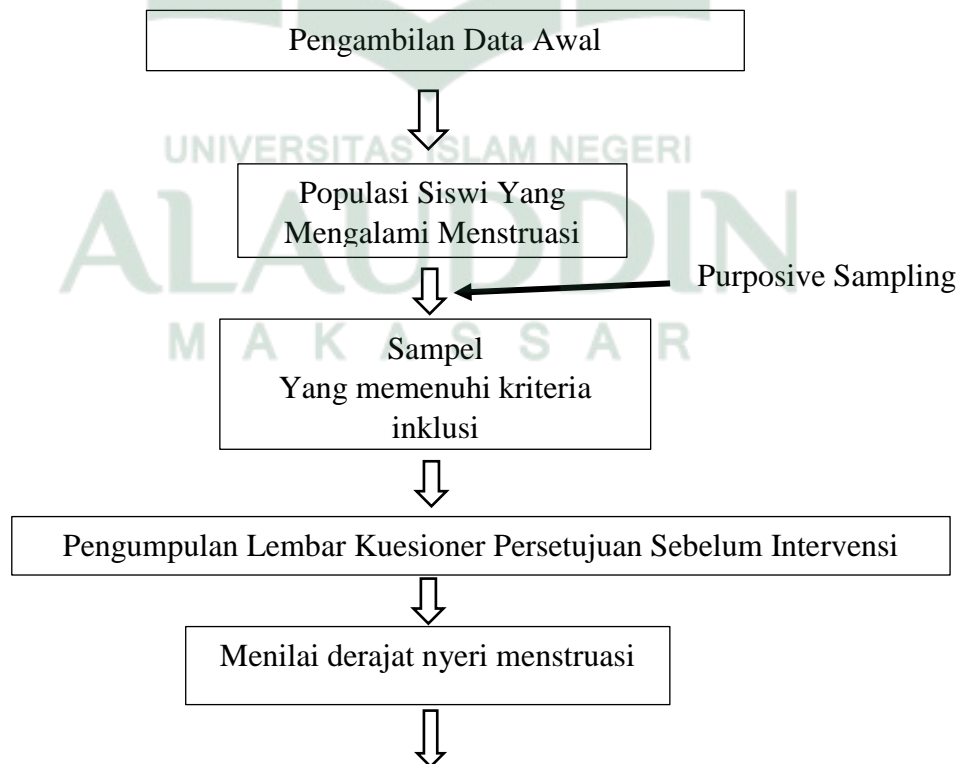 Pengambilan Data Awal
UNIVERSITAS ISLAM NEGERI
Populasi Siswi Yang
Mengalami Menstruasi
ALAUDDIN
Purposive Sampling
MAKASSAR
Sampel
Yang memenuhi kriteria
inklusi
Pengumpulan Lembar Kuesioner Persetujuan Sebelum Intervensi
Menilai derajat nyeri menstruasi